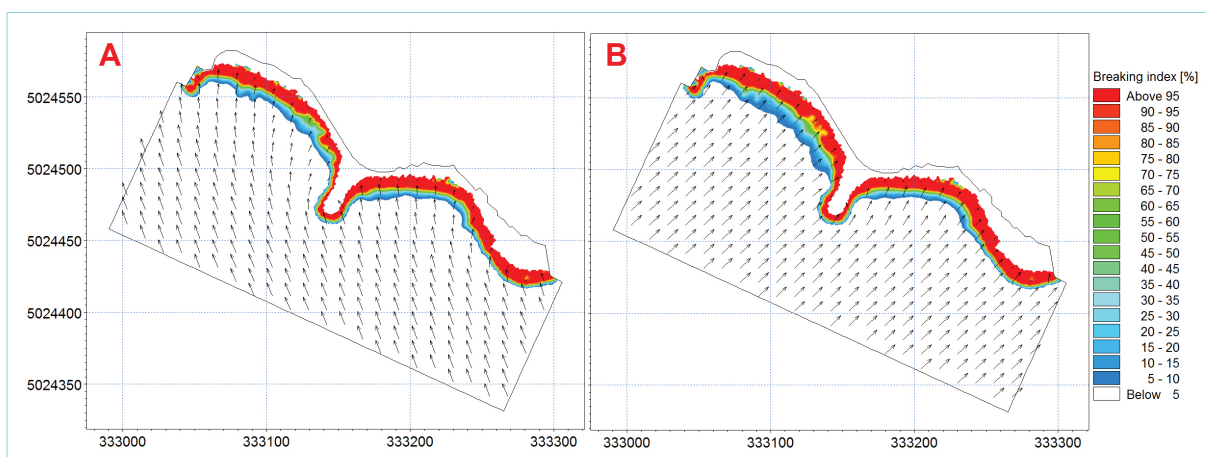 A
B
5024550
5024500
5024450
5024400
5024350
333000 333100 333200 333300
333000 333100 333200 333300
Breaking index [%]
Above 95
90 - 95
85 - 90
80 - 85
75 - 80
70 - 75
65 - 70
60 - 65
55 - 60
50 - 55
45 - 50
40 - 45
35 - 40
30 - 35
25 - 30
20 - 25
15 - 20
10 - 15
5 - 10
Below 5